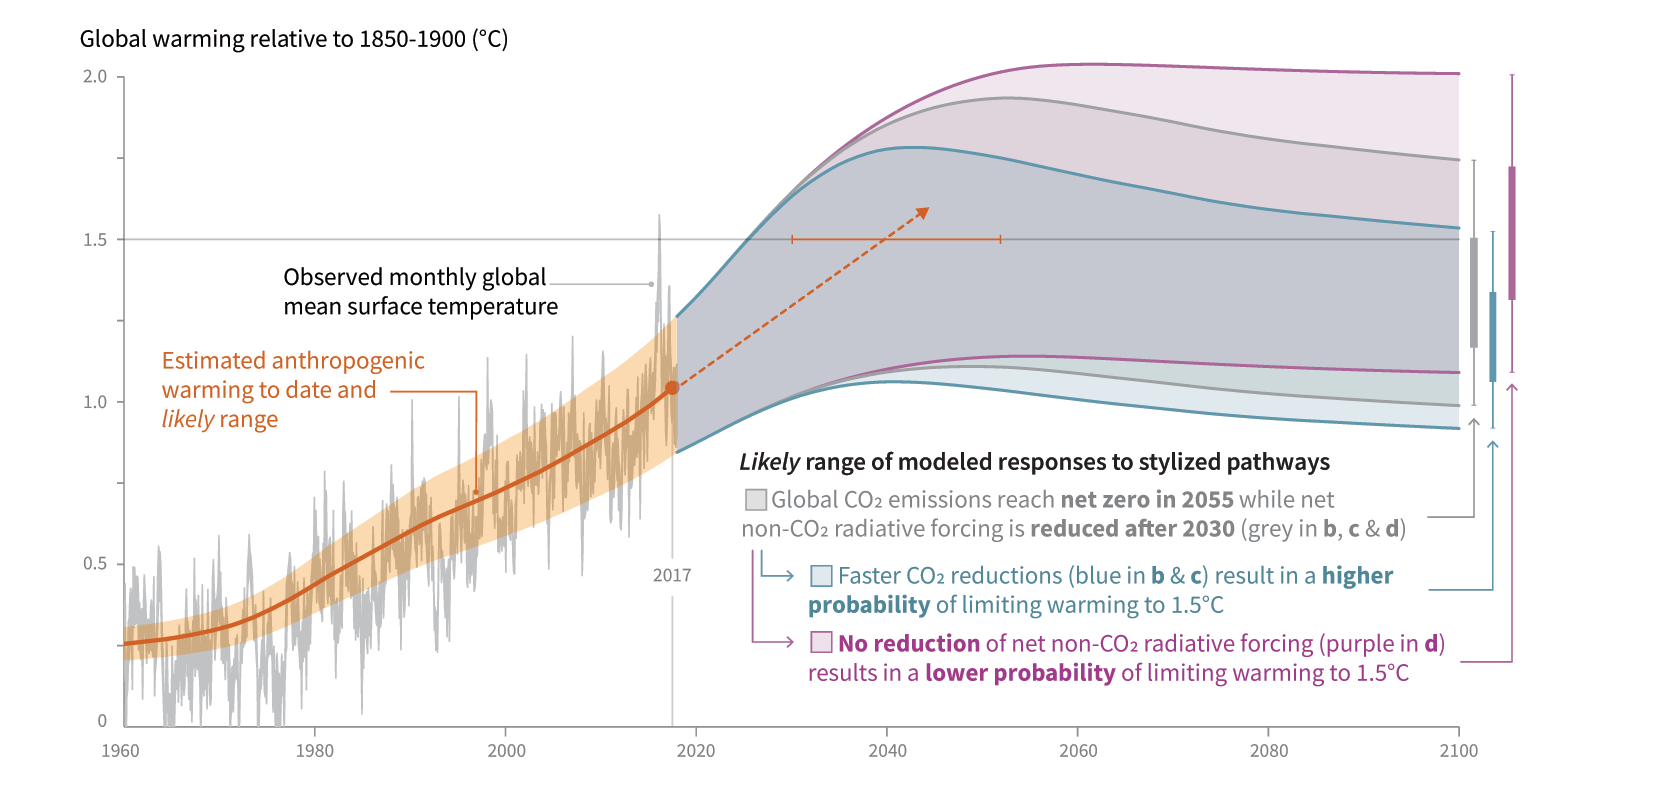 Global warming relative to 1850-1900 (°C)
2.0
1.5
Observed monthly global
mean surface temperature
Estimated anthropogenic
warming to date and
likely range
1.0
Likely range of modeled responses to stylized pathways
Global CO₂ emissions reach net zero in 2055 while net
non-CO₂ radiative forcing is reduced after 2030 (grey in b, c & d)
0.5
2017
Faster CO₂ reductions (blue in b & c) result in a higher
probability of limiting warming to 1.5°C
No reduction of net non-CO₂ radiative forcing (purple in d)
results in a lower probability of limiting warming to 1.5°C
0
1960 1980 2000 2020 2040 2060 2080 2100